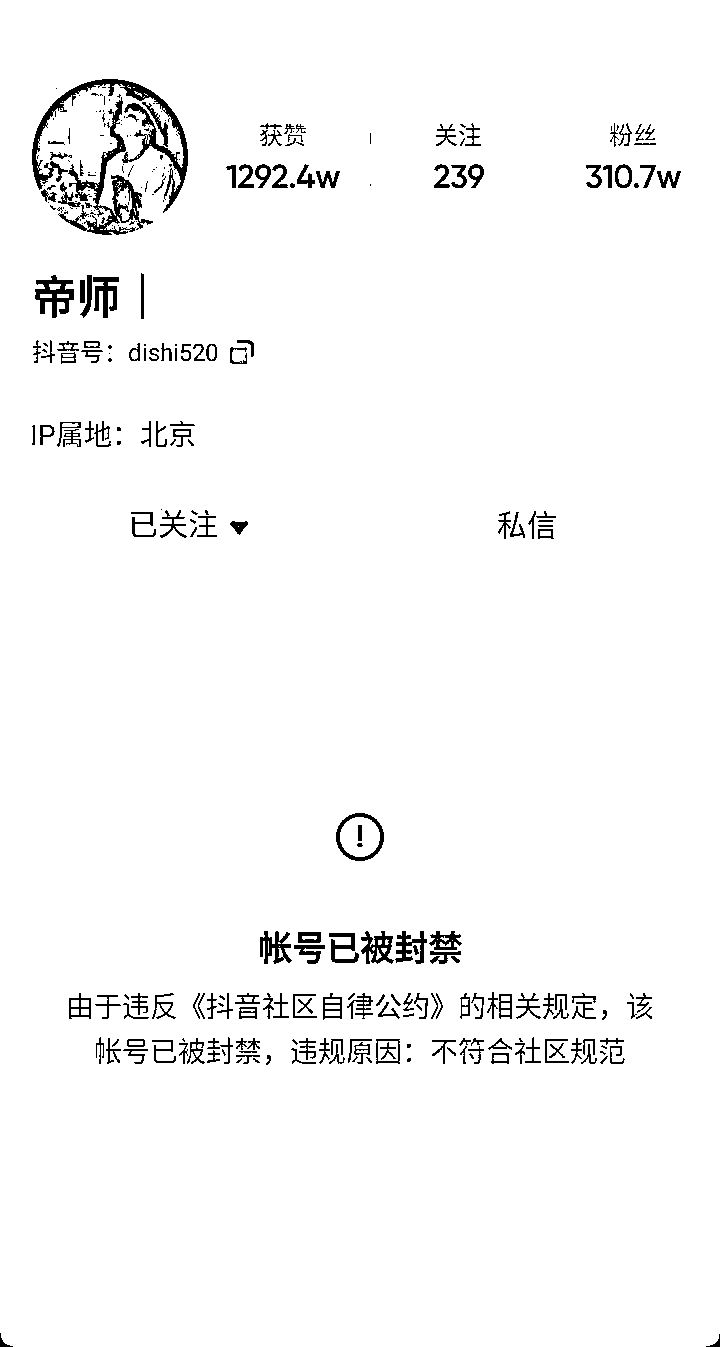 获赞 关注 粉丝
1292.4w 239 310.7w
帝师｜
抖音号：dishi520
IP属地：北京
已关注 私信
帐号已被封禁
由于违反《抖音社区自律公约》的相关规定，该
帐号已被封禁，违规原因：不符合社区规范